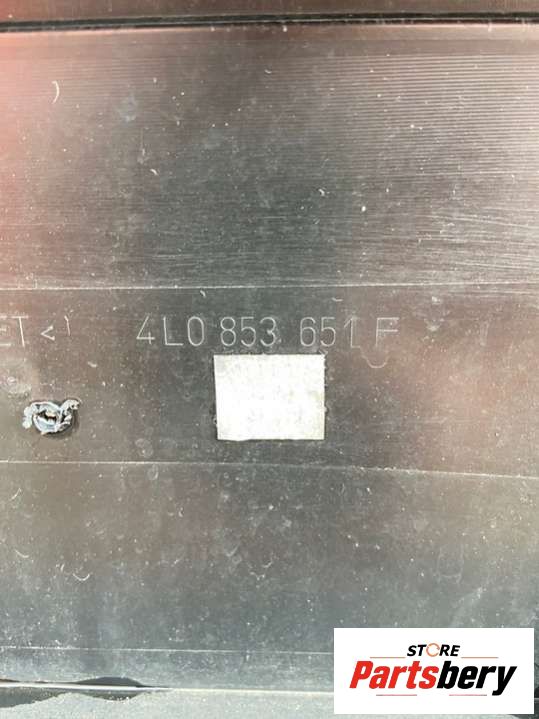 ET< 4L0 853 651 F
STORE
Partsbery